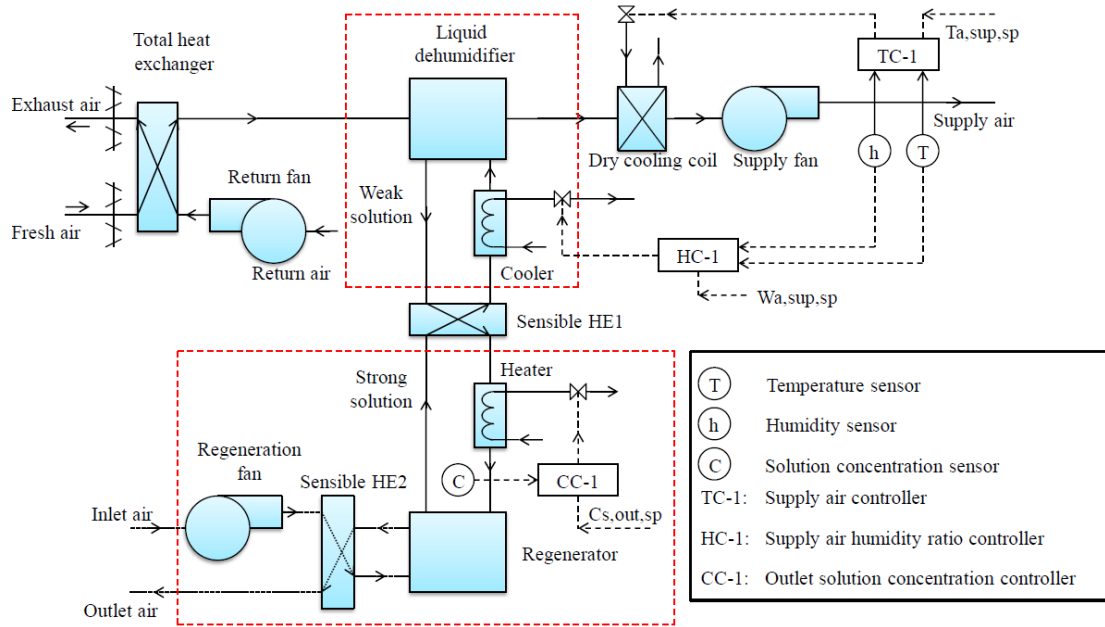 Total heat
exchanger
Liquid
dehumidifier
Ta,sup,sp
TC-1
Exhaust air
Supply air
Dry cooling coil
Supply fan
h
T
Fresh air
Return fan
Return air
Weak
solution
Cooler
HC-1
Wa,sup,sp
Sensible HE1
Heater
Strong
solution
Regeneration
fan
Sensible HE2
C
CC-1
Cs,out,sp
Inlet air
Regenerator
Outlet air
T Temperature sensor
h Humidity sensor
C Solution concentration sensor
TC-1: Supply air controller
HC-1: Supply air humidity ratio controller
CC-1: Outlet solution concentration controller